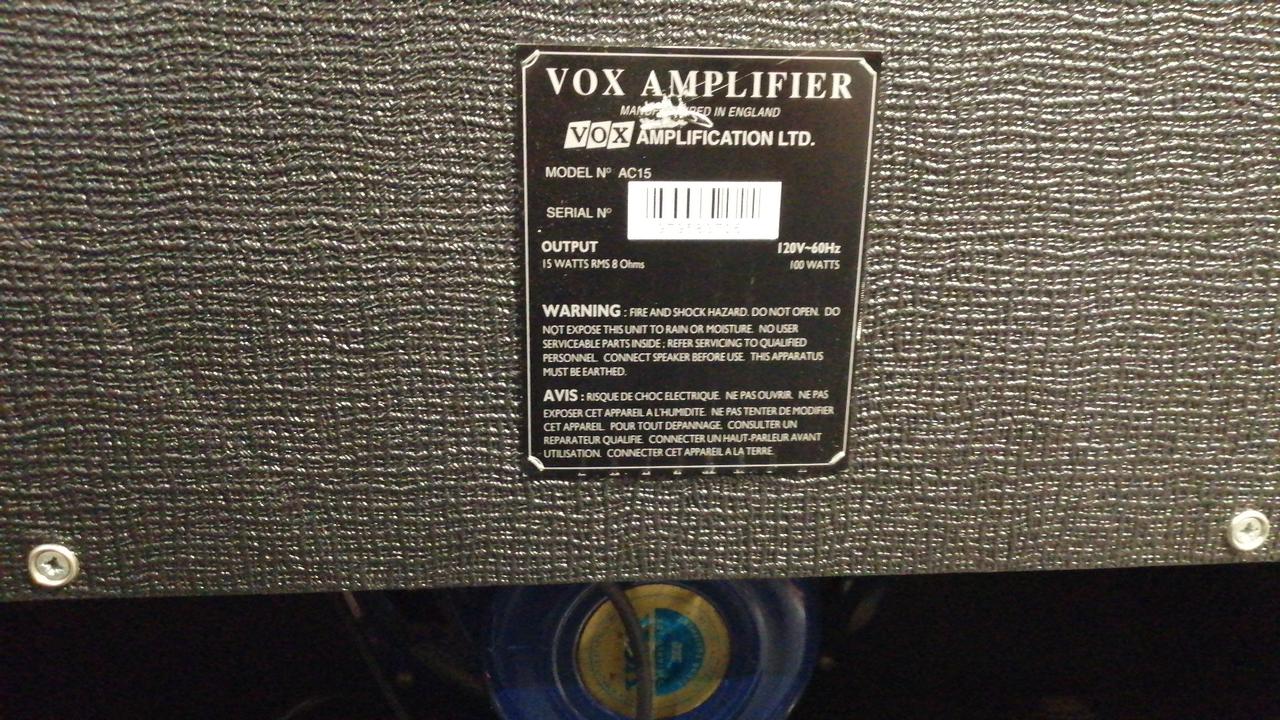 VOX AMPLIFIER
MANUFACTURED IN ENGLAND
VOX AMPLIFICATION LTD.
MODEL Nº AC15
SERIAL Nº
OUTPUT 120V~60Hz
15 WATTS RMS 8 Ohms 100 WATTS
WARNING : FIRE AND SHOCK HAZARD. DO NOT OPEN. DO
NOT EXPOSE THIS UNIT TO RAIN OR MOISTURE. NO USER
SERVICEABLE PARTS INSIDE ; REFER SERVICING TO QUALIFIED
PERSONNEL. CONNECT SPEAKER BEFORE USE. THIS APPARATUS
MUST BE EARTHED.
AVIS : RISQUE DE CHOC ELECTRIQUE. NE PAS OUVRIR. NE PAS
EXPOSER CET APPAREIL A L'HUMIDITE. NE PAS TENTER DE MODIFIER
CET APPAREIL. POUR TOUT DEPANNAGE. CONSULTER UN
REPARATEUR QUALIFIE. CONNECTER UN HAUT-PARLEUR AVANT
UTILISATION. CONNECTER CET APPAREIL A LA TERRE.